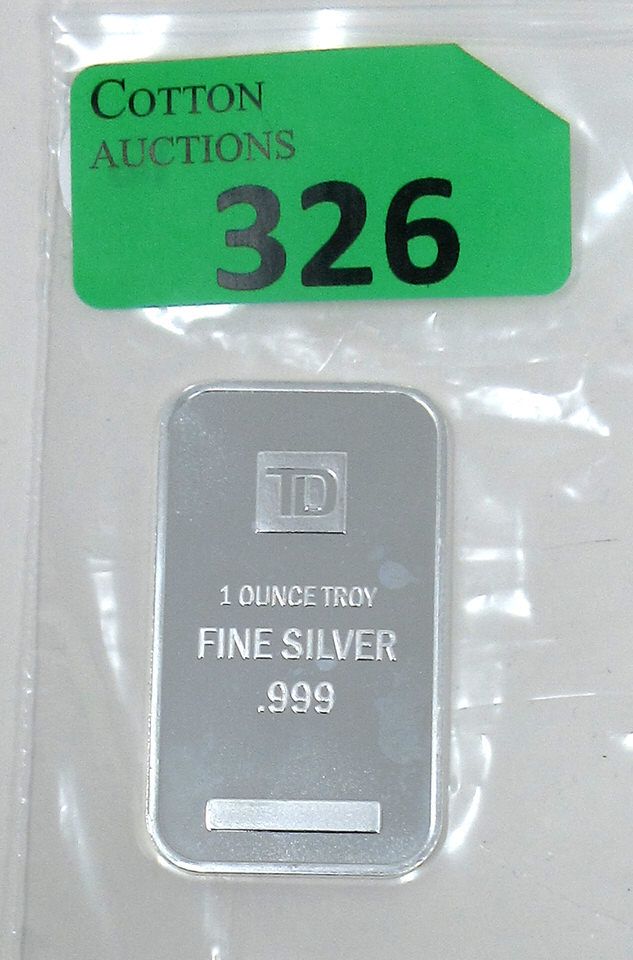 COTTON
AUCTIONS
326
TD
1 OUNCE TROY
FINE SILVER
.999